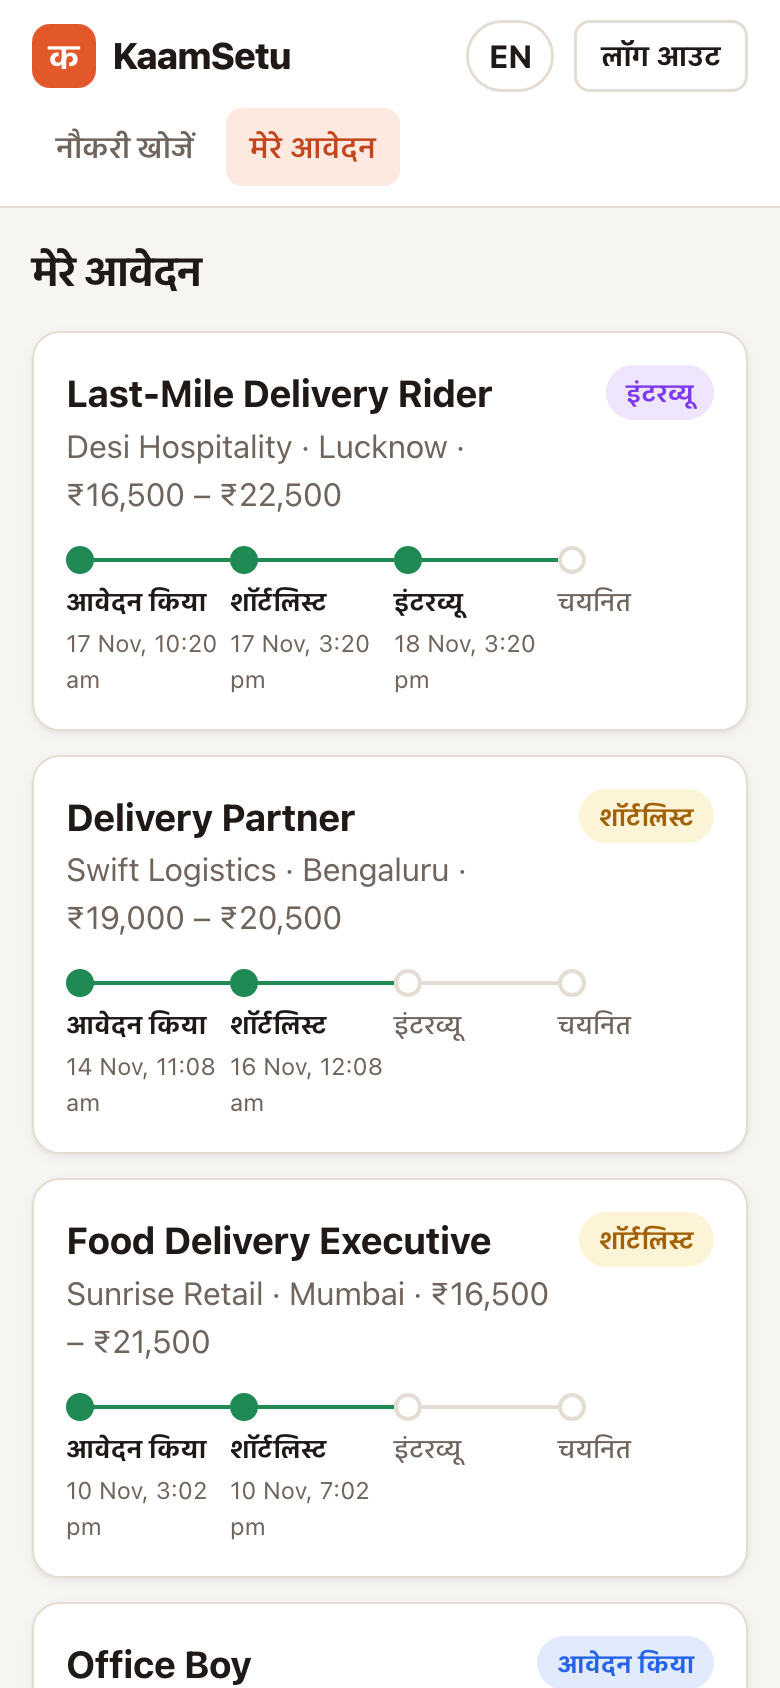 क KaamSetu EN लॉग आउट
नौकरी खोजें मेरे आवेदन
मेरे आवेदन
Last-Mile Delivery Rider इंटरव्यू
Desi Hospitality · Lucknow ·
₹16,500 – ₹22,500
आवेदन किया शॉर्टलिस्ट इंटरव्यू चयनित
17 Nov, 10:20 17 Nov, 3:20 18 Nov, 3:20
am pm pm
Delivery Partner शॉर्टलिस्ट
Swift Logistics · Bengaluru ·
₹19,000 – ₹20,500
आवेदन किया शॉर्टलिस्ट इंटरव्यू चयनित
14 Nov, 11:08 16 Nov, 12:08
am am
Food Delivery Executive शॉर्टलिस्ट
Sunrise Retail · Mumbai · ₹16,500
– ₹21,500
आवेदन किया शॉर्टलिस्ट इंटरव्यू चयनित
10 Nov, 3:02 10 Nov, 7:02
pm pm
Office Boy आवेदन किया